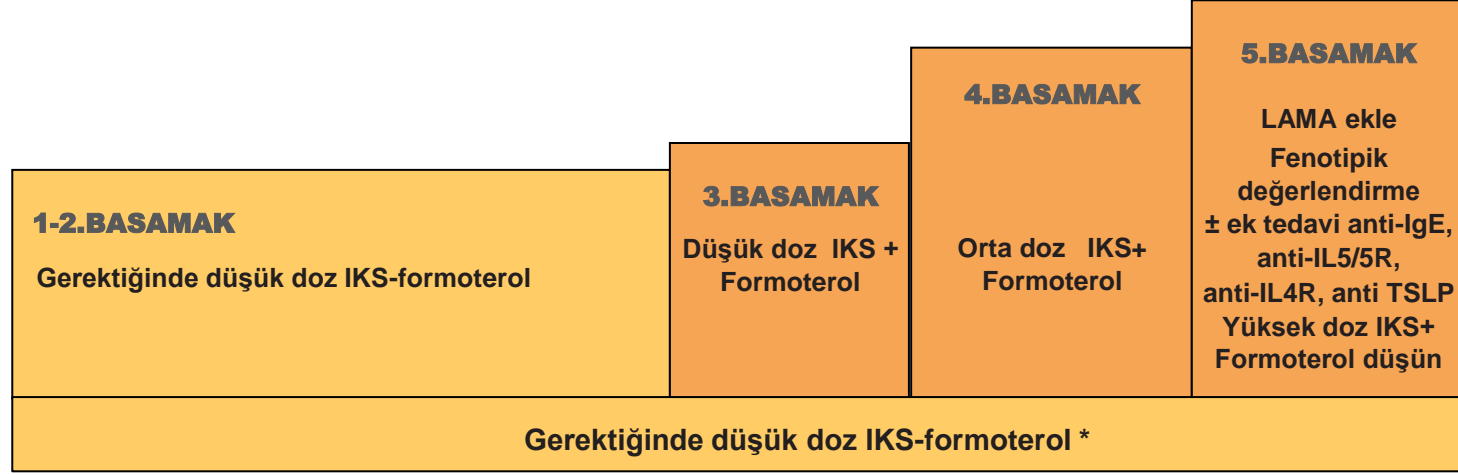 1-2.BASAMAK
Gerektiğinde düşük doz IKS-formoterol
3.BASAMAK
Düşük doz IKS +
Formoterol
4.BASAMAK
Orta doz IKS+
Formoterol
5.BASAMAK
LAMA ekle
Fenotipik
değerlendirme
± ek tedavi anti-IgE,
anti-IL5/5R,
anti-IL4R, anti TSLP
Yüksek doz IKS+
Formoterol düşün
Gerektiğinde düşük doz IKS-formoterol *